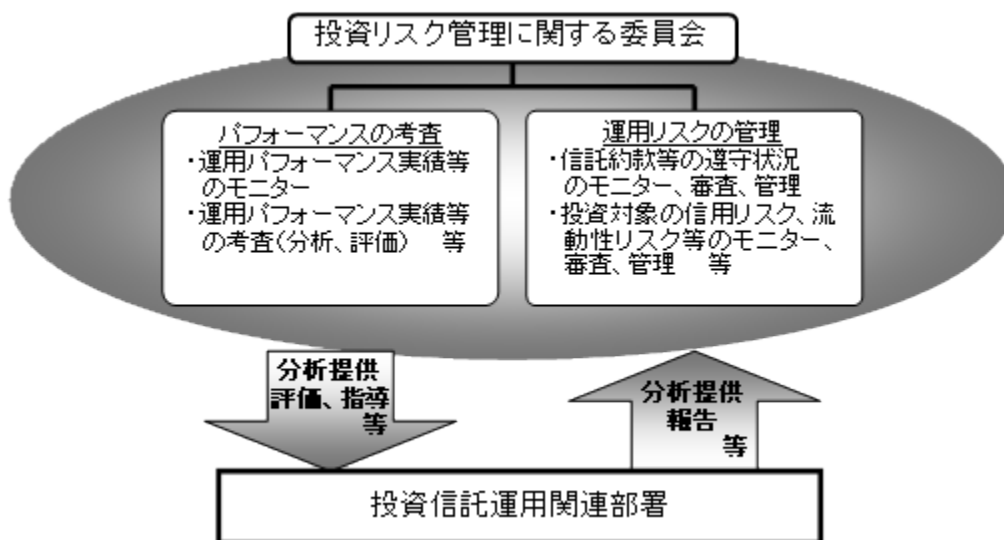 投資リスク管理に関する委員会
パフォーマンスの考査
・運用パフォーマンス実績等
のモニター
・運用パフォーマンス実績等
の考査(分析、評価)　等
運用リスクの管理
・信託約款等の遵守状況
のモニター、審査、管理
・投資対象の信用リスク、流
動性リスク等のモニター、
審査、管理　等
分析提供
評価、指導
等
分析提供
報告
等
投資信託運用関連部署